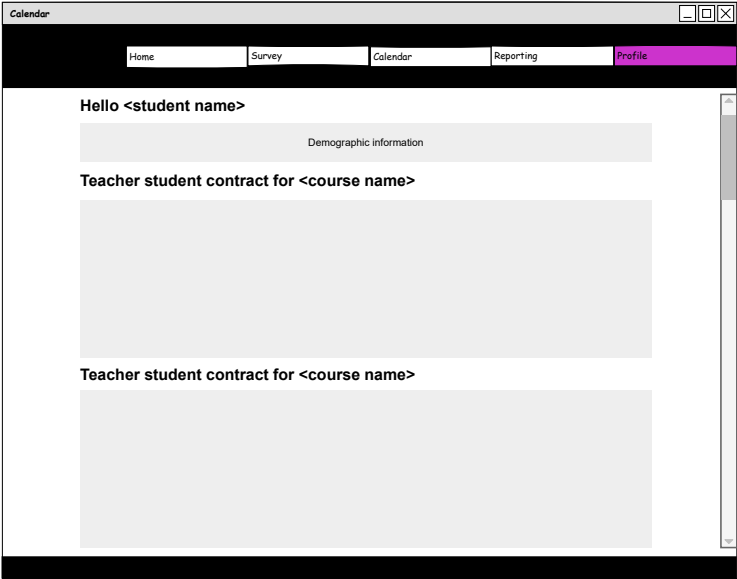 Calendar
Home Survey Calendar Reporting Profile
Hello <student name>
Demographic information
Teacher student contract for <course name>
Teacher student contract for <course name>